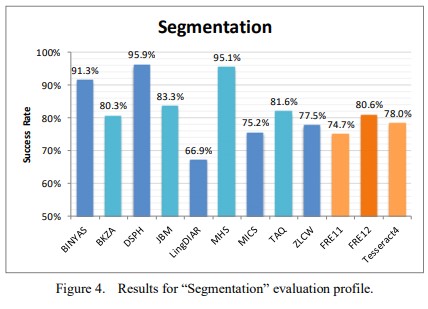 Segmentation
100%
90%
80%
70%
60%
50%
Success Rate
91.3%
80.3%
95.9%
83.3%
66.9%
95.1%
75.2%
81.6%
77.5%
74.7%
80.6%
78.0%
BINYAS
BKZA
DSPH
JBM
LingDIAR
MHS
MICS
TAQ
ZLCW
FRE11
FRE12
Tesseract4
Figure 4. Results for “Segmentation” evaluation profile.